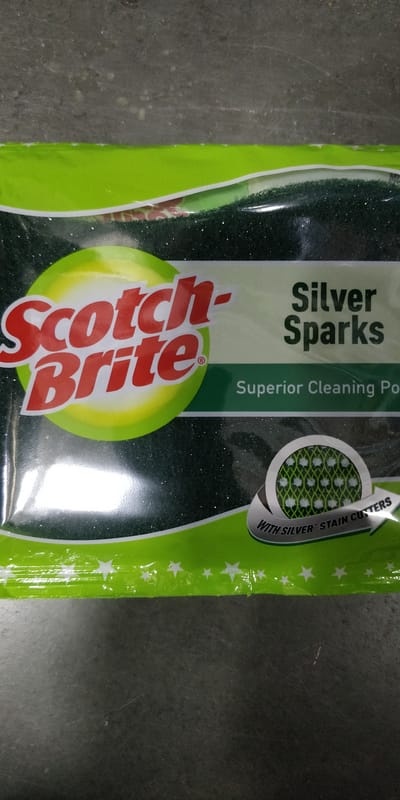 Scotch-
Brite®
Silver
Sparks
Superior Cleaning Po
WITH SILVER* STAIN CUTTERS